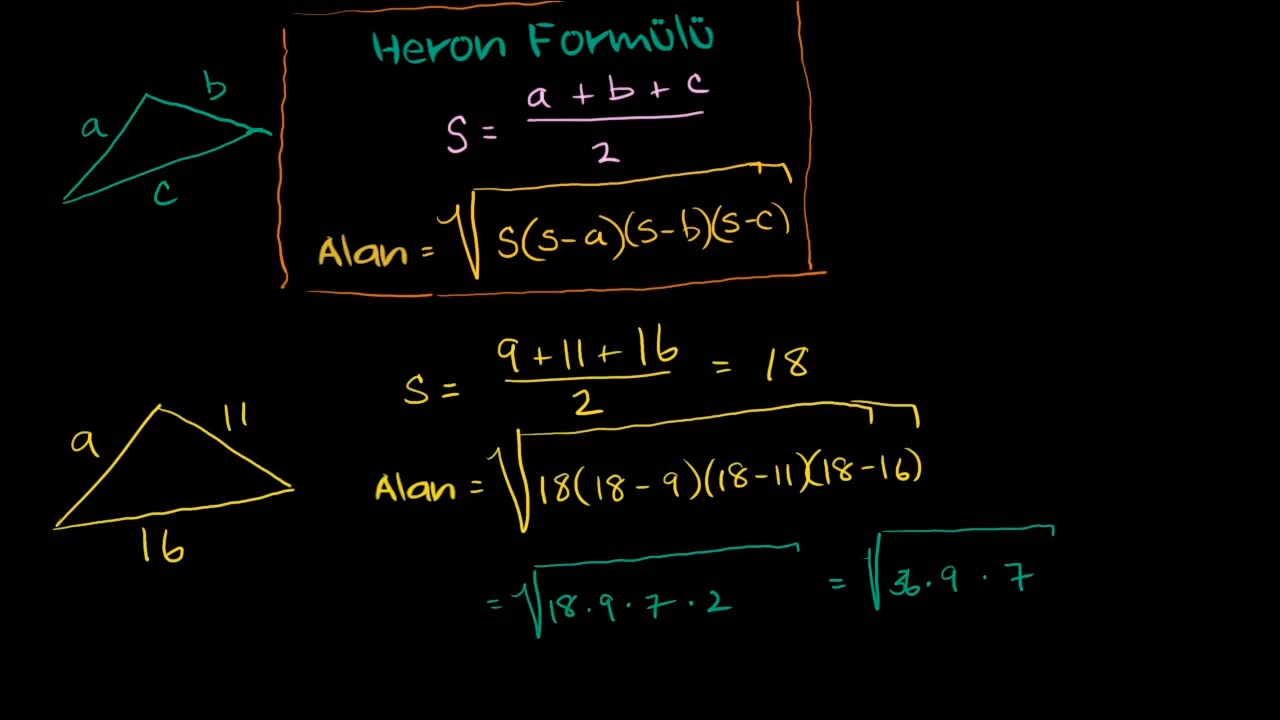 Heron Formülü
a
b
c
S = a + b + c / 2
Alan = √S(S-a)(S-b)(S-c)
S = 9 + 11 + 16 / 2 = 18
9
11
16
Alan = √18(18-9)(18-11)(18-16)
= √18·9·7·2 = √36·9·7